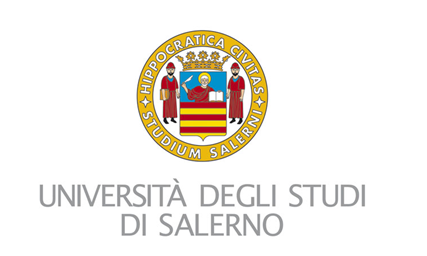 HIPPOCRATICA CIVITAS
STUDIUM SALERNI
UNIVERSITÀ DEGLI STUDI
DI SALERNO